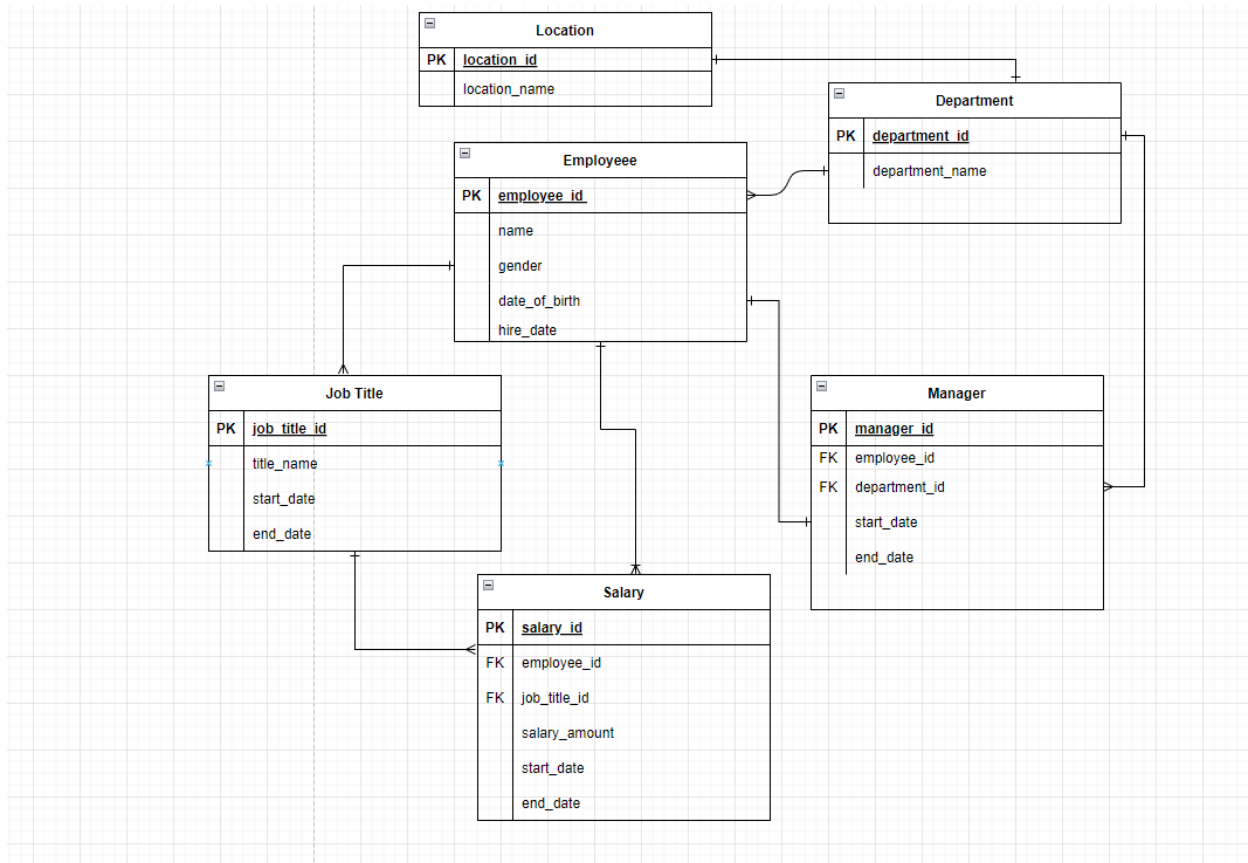 Location
PK location_id
location_name
Department
PK department_id
department_name
Employeee
PK employee_id
name
gender
date_of_birth
hire_date
Job Title
PK job_title_id
title_name
start_date
end_date
Manager
PK manager_id
FK employee_id
FK department_id
start_date
end_date
Salary
PK salary_id
FK employee_id
FK job_title_id
salary_amount
start_date
end_date